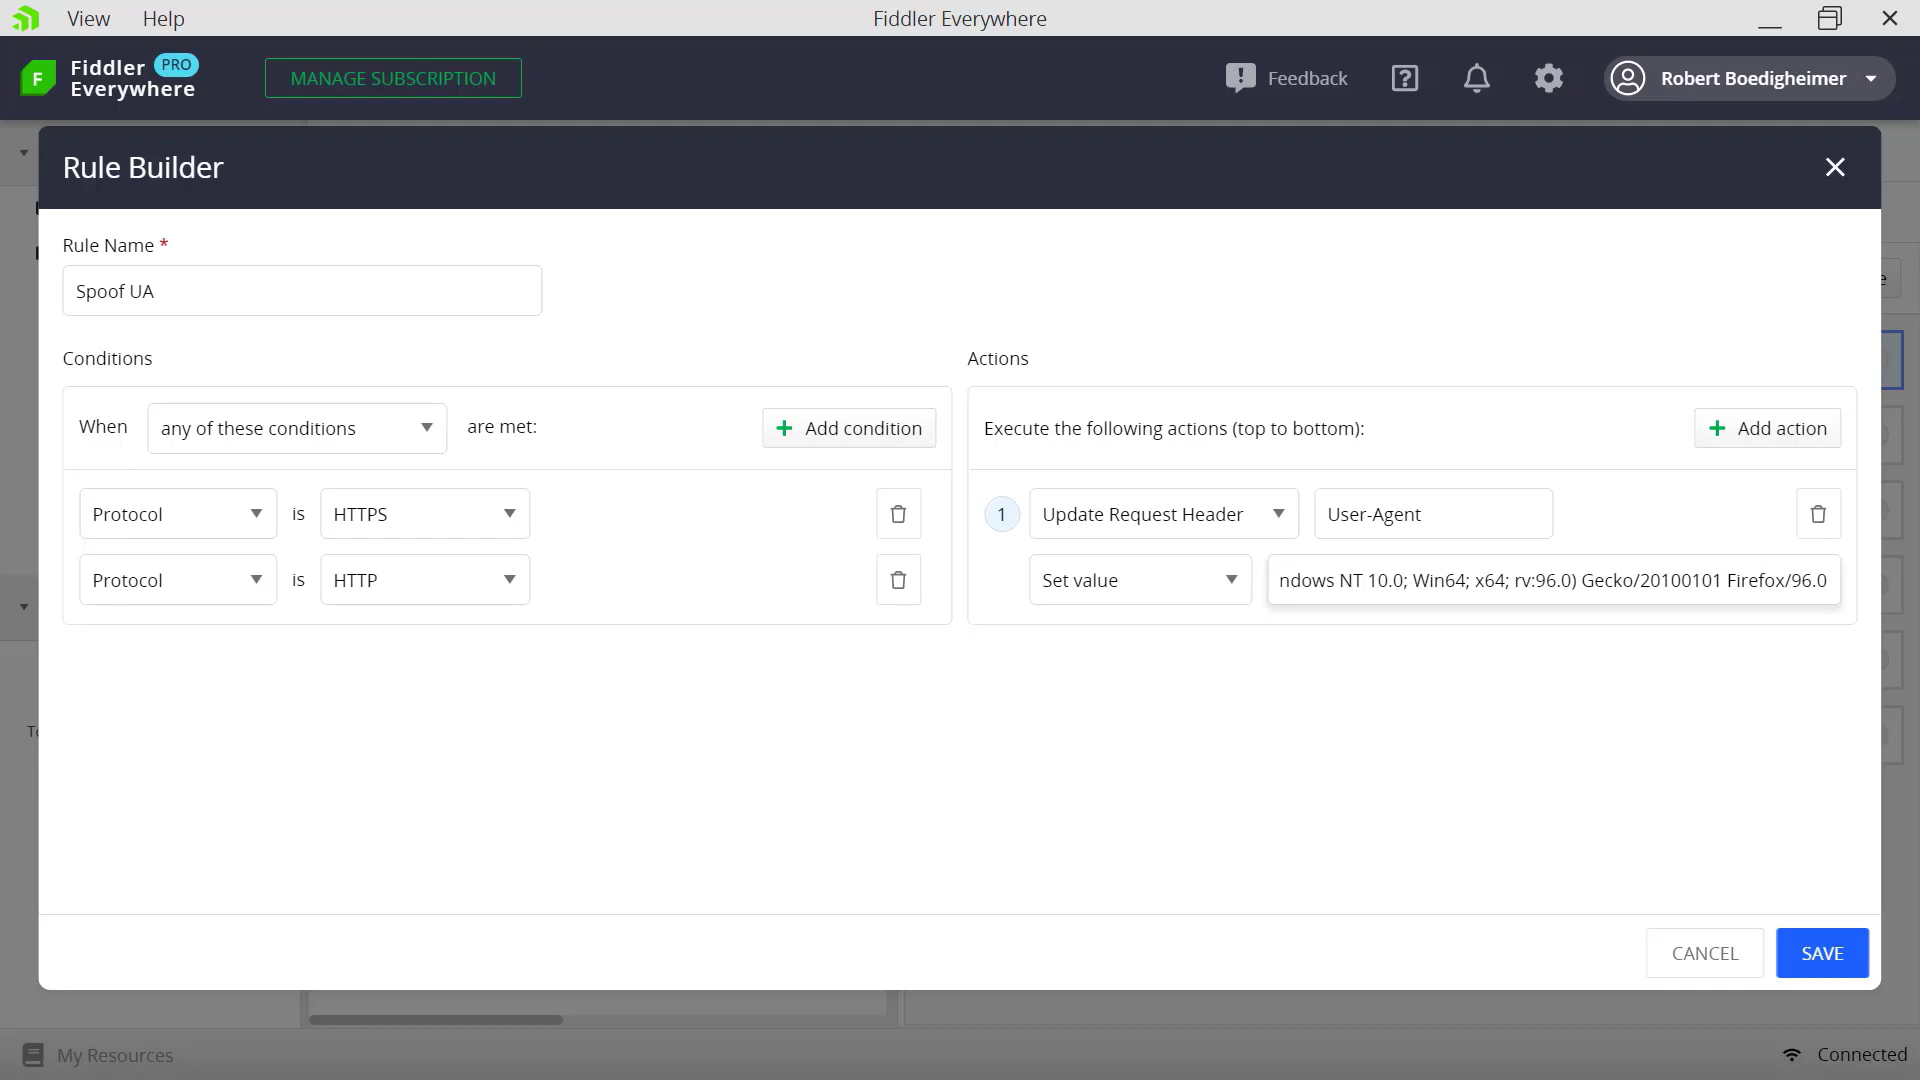 View Help Fiddler Everywhere
Fiddler PRO
Everywhere
MANAGE SUBSCRIPTION
Feedback
Robert Boedigheimer
Rule Builder
Rule Name *
Spoof UA
Conditions
When any of these conditions are met: Add condition
Protocol is HTTPS
Protocol is HTTP
Actions
Execute the following actions (top to bottom): Add action
1 Update Request Header User-Agent
Set value ndows NT 10.0; Win64; x64; rv:96.0) Gecko/20100101 Firefox/96.0
CANCEL SAVE
My Resources
Connected